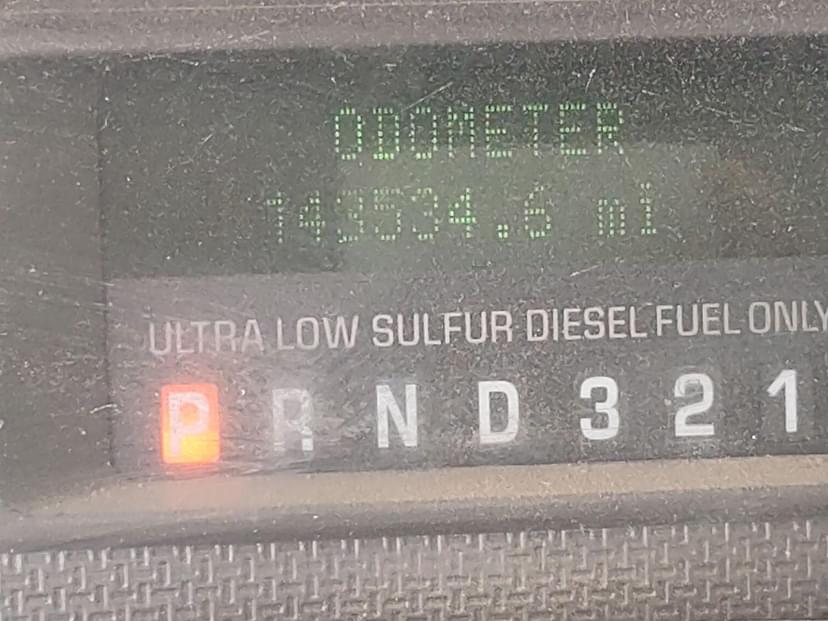 ODOMETER
143534.6 mi
ULTRA LOW SULFUR DIESEL FUEL ONLY
P R N D 3 2 1